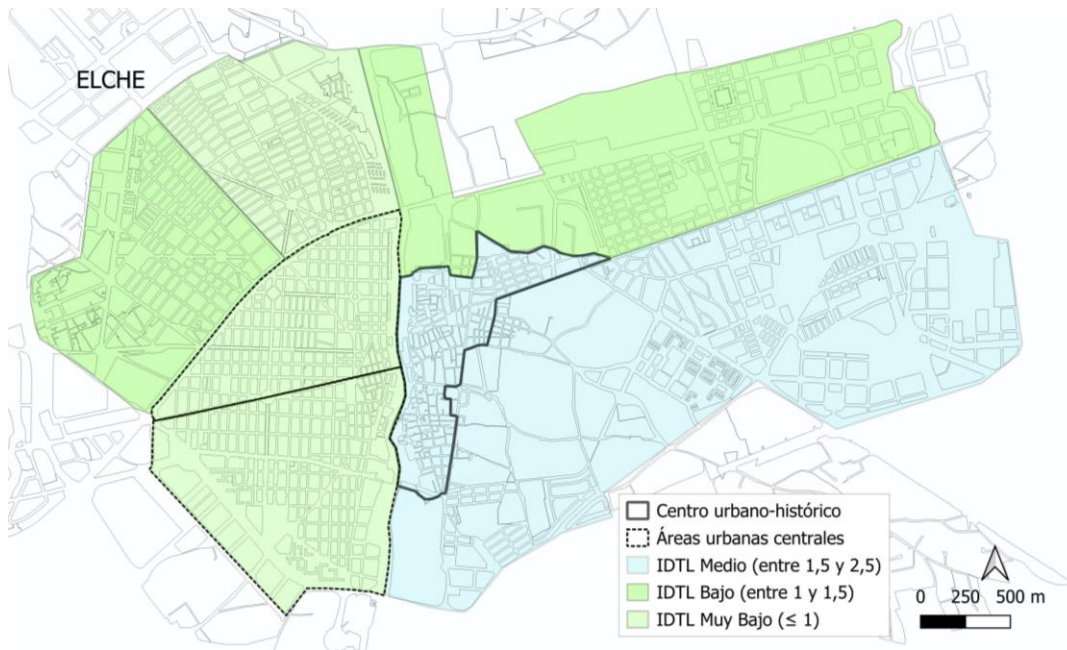 ELCHE
Centro urbano-histórico
Áreas urbanas centrales
IDTL Medio (entre 1,5 y 2,5)
IDTL Bajo (entre 1 y 1,5)
IDTL Muy Bajo (≤ 1)
0 250 500 m